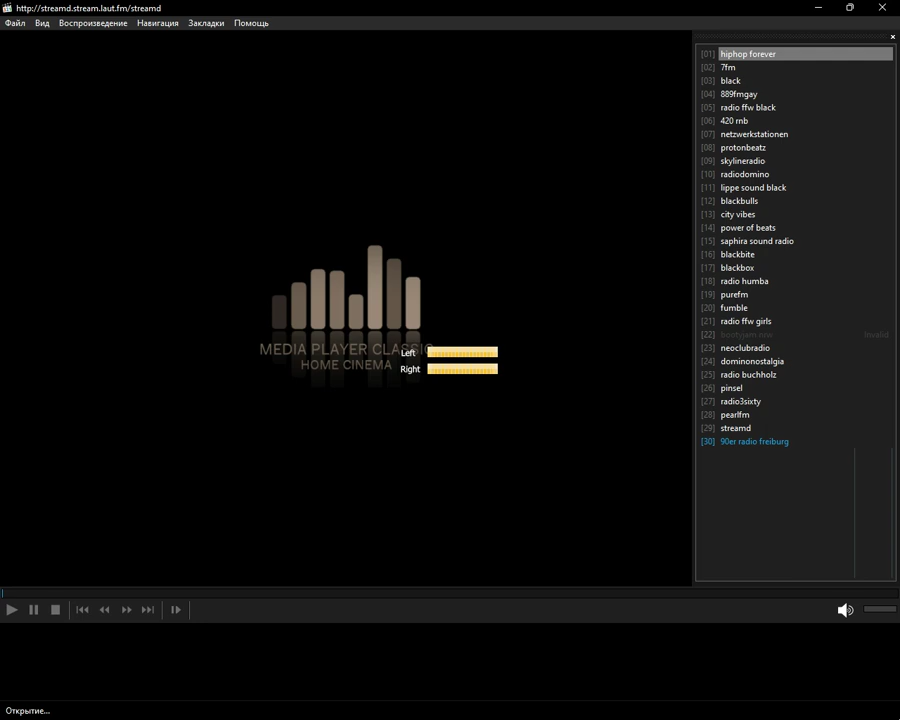 http://streamd.stream.laut.fm/streamd
Файл Вид Воспроизведение Навигация Закладки Помощь
[01] hiphop forever
[02] 7fm
[03] black
[04] 889fmgay
[05] radio ffw black
[06] 420 rnb
[07] netzwerkstationen
[08] protonbeatz
[09] skylineradio
[10] radiodomino
[11] lippe sound black
[12] blackbulls
[13] city vibes
[14] power of beats
[15] saphira sound radio
[16] blackbite
[17] blackbox
[18] radio humba
[19] purefm
[20] fumble
[21] radio ffw girls
[22] bootyjam row Invalid
[23] neoclubradio
[24] dominonostalgia
[25] radio buchholz
[26] pinsel
[27] radio3sixty
[28] pearlfm
[29] streamd
[30] 90er radio freiburg
MEDIA PLAYER CLASSIC
HOME CINEMA
Left
Right
Открытие...